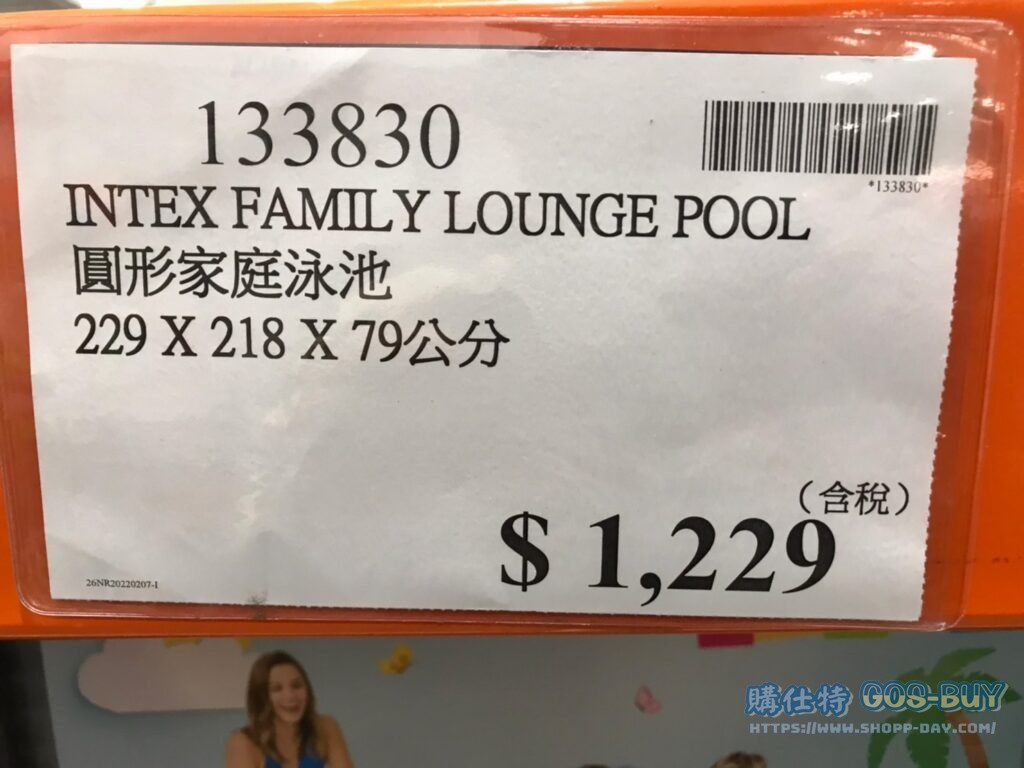 133830
*133830*
INTEX FAMILY LOUNGE POOL
圓形家庭泳池
229 X 218 X 79公分
(含稅)
$ 1,229
26NR20220207-1
購仕特 GOS-BUY
HTTPS://WWW.SHOPP-DAY.COM/